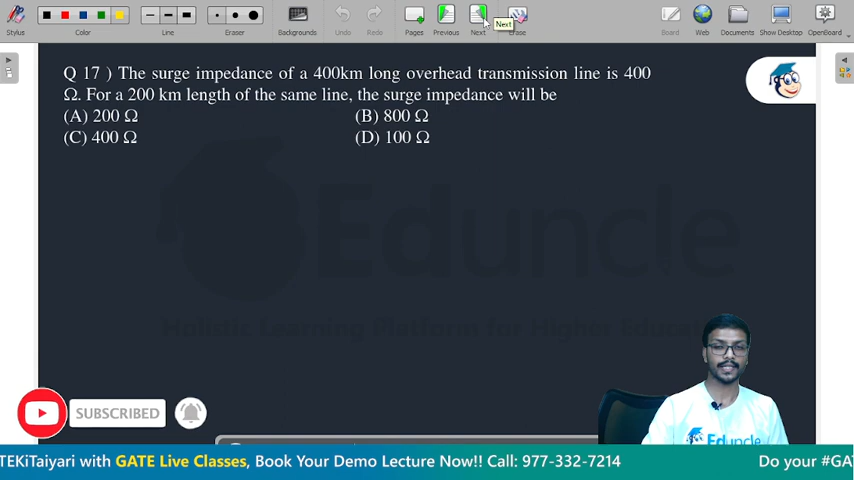 Stylus
Color
Line
Eraser
Backgrounds
Undo
Redo
Pages
Previous
Next
Erase
Board
Web
Documents
Show Desktop
OpenBoard
Next
Q 17 ) The surge impedance of a 400km long overhead transmission line is 400
Ω. For a 200 km length of the same line, the surge impedance will be
(A) 200 Ω (B) 800 Ω
(C) 400 Ω (D) 100 Ω
Eduncle
Holistic Learning Platform for Higher
SUBSCRIBED
Eduncle
TEKiTaiyari with GATE Live Classes, Book Your Demo Lecture Now!! Call: 977-332-7214 Do your #GA